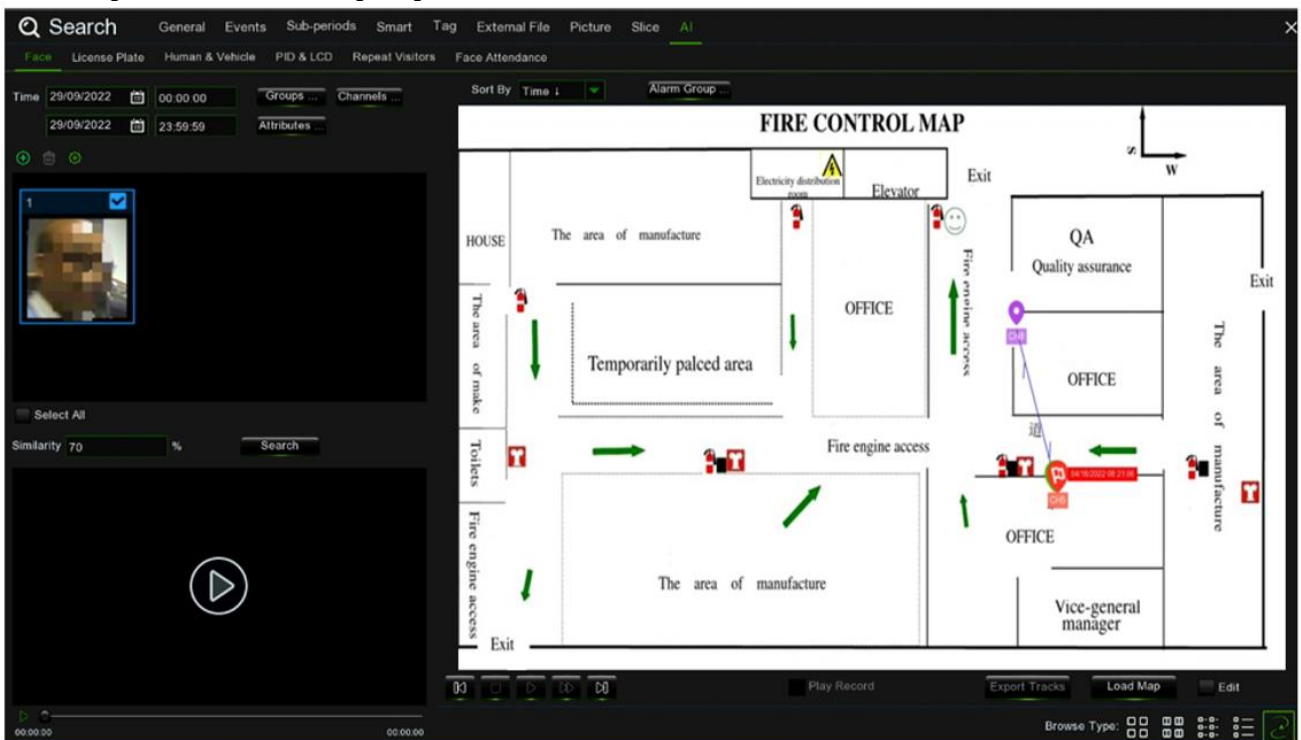 Search General Events Sub-periods Smart Tag External File Picture Slice AI
Face License Plate Human & Vehicle PID & LCD Repeat Visitors Face Attendance
Time 29/09/2022 00:00:00 Groups ... Channels ...
29/09/2022 23:59:59 Attributes ...
1
Select All
Similarity 70 % Search
00:00:00 00:00:00
Sort By Time ↓ Alarm Group ...
FIRE CONTROL MAP
S
W
Electricity distribution
room
Elevator
Exit
HOUSE
The area of manufacture
QA
Quality assurance
Exit
The area of make
OFFICE
Fire engine access
Temporarily palced area
CH8
OFFICE
The area of manufacture
道
Toilets
Fire engine access
CH5
OFFICE
Fire engine access
The area of manufacture
Vice-general
manager
Exit
Play Record Export Tracks Load Map Edit
Browse Type: